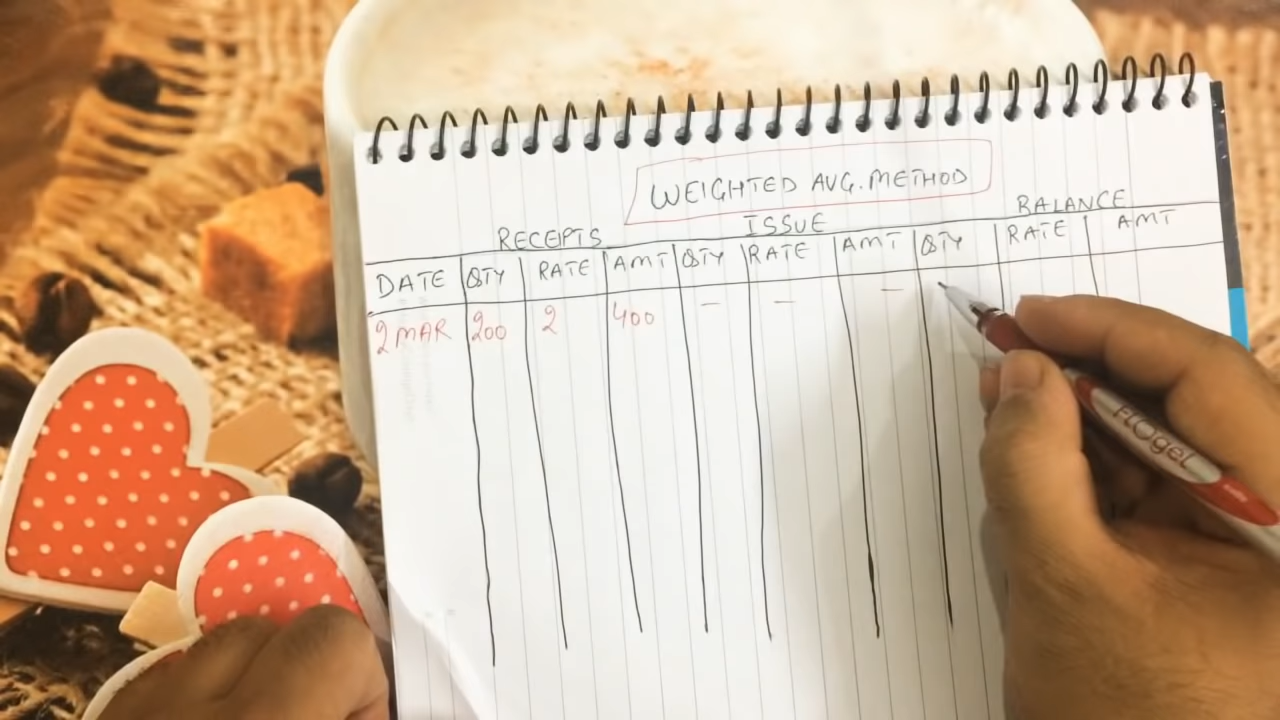 WEIGHTED AVG. METHOD
RECEIPTS ISSUE BALANCE
DATE QTY RATE AMT QTY RATE AMT QTY RATE AMT
2 MAR 200 2 400 — — —
FLOgel